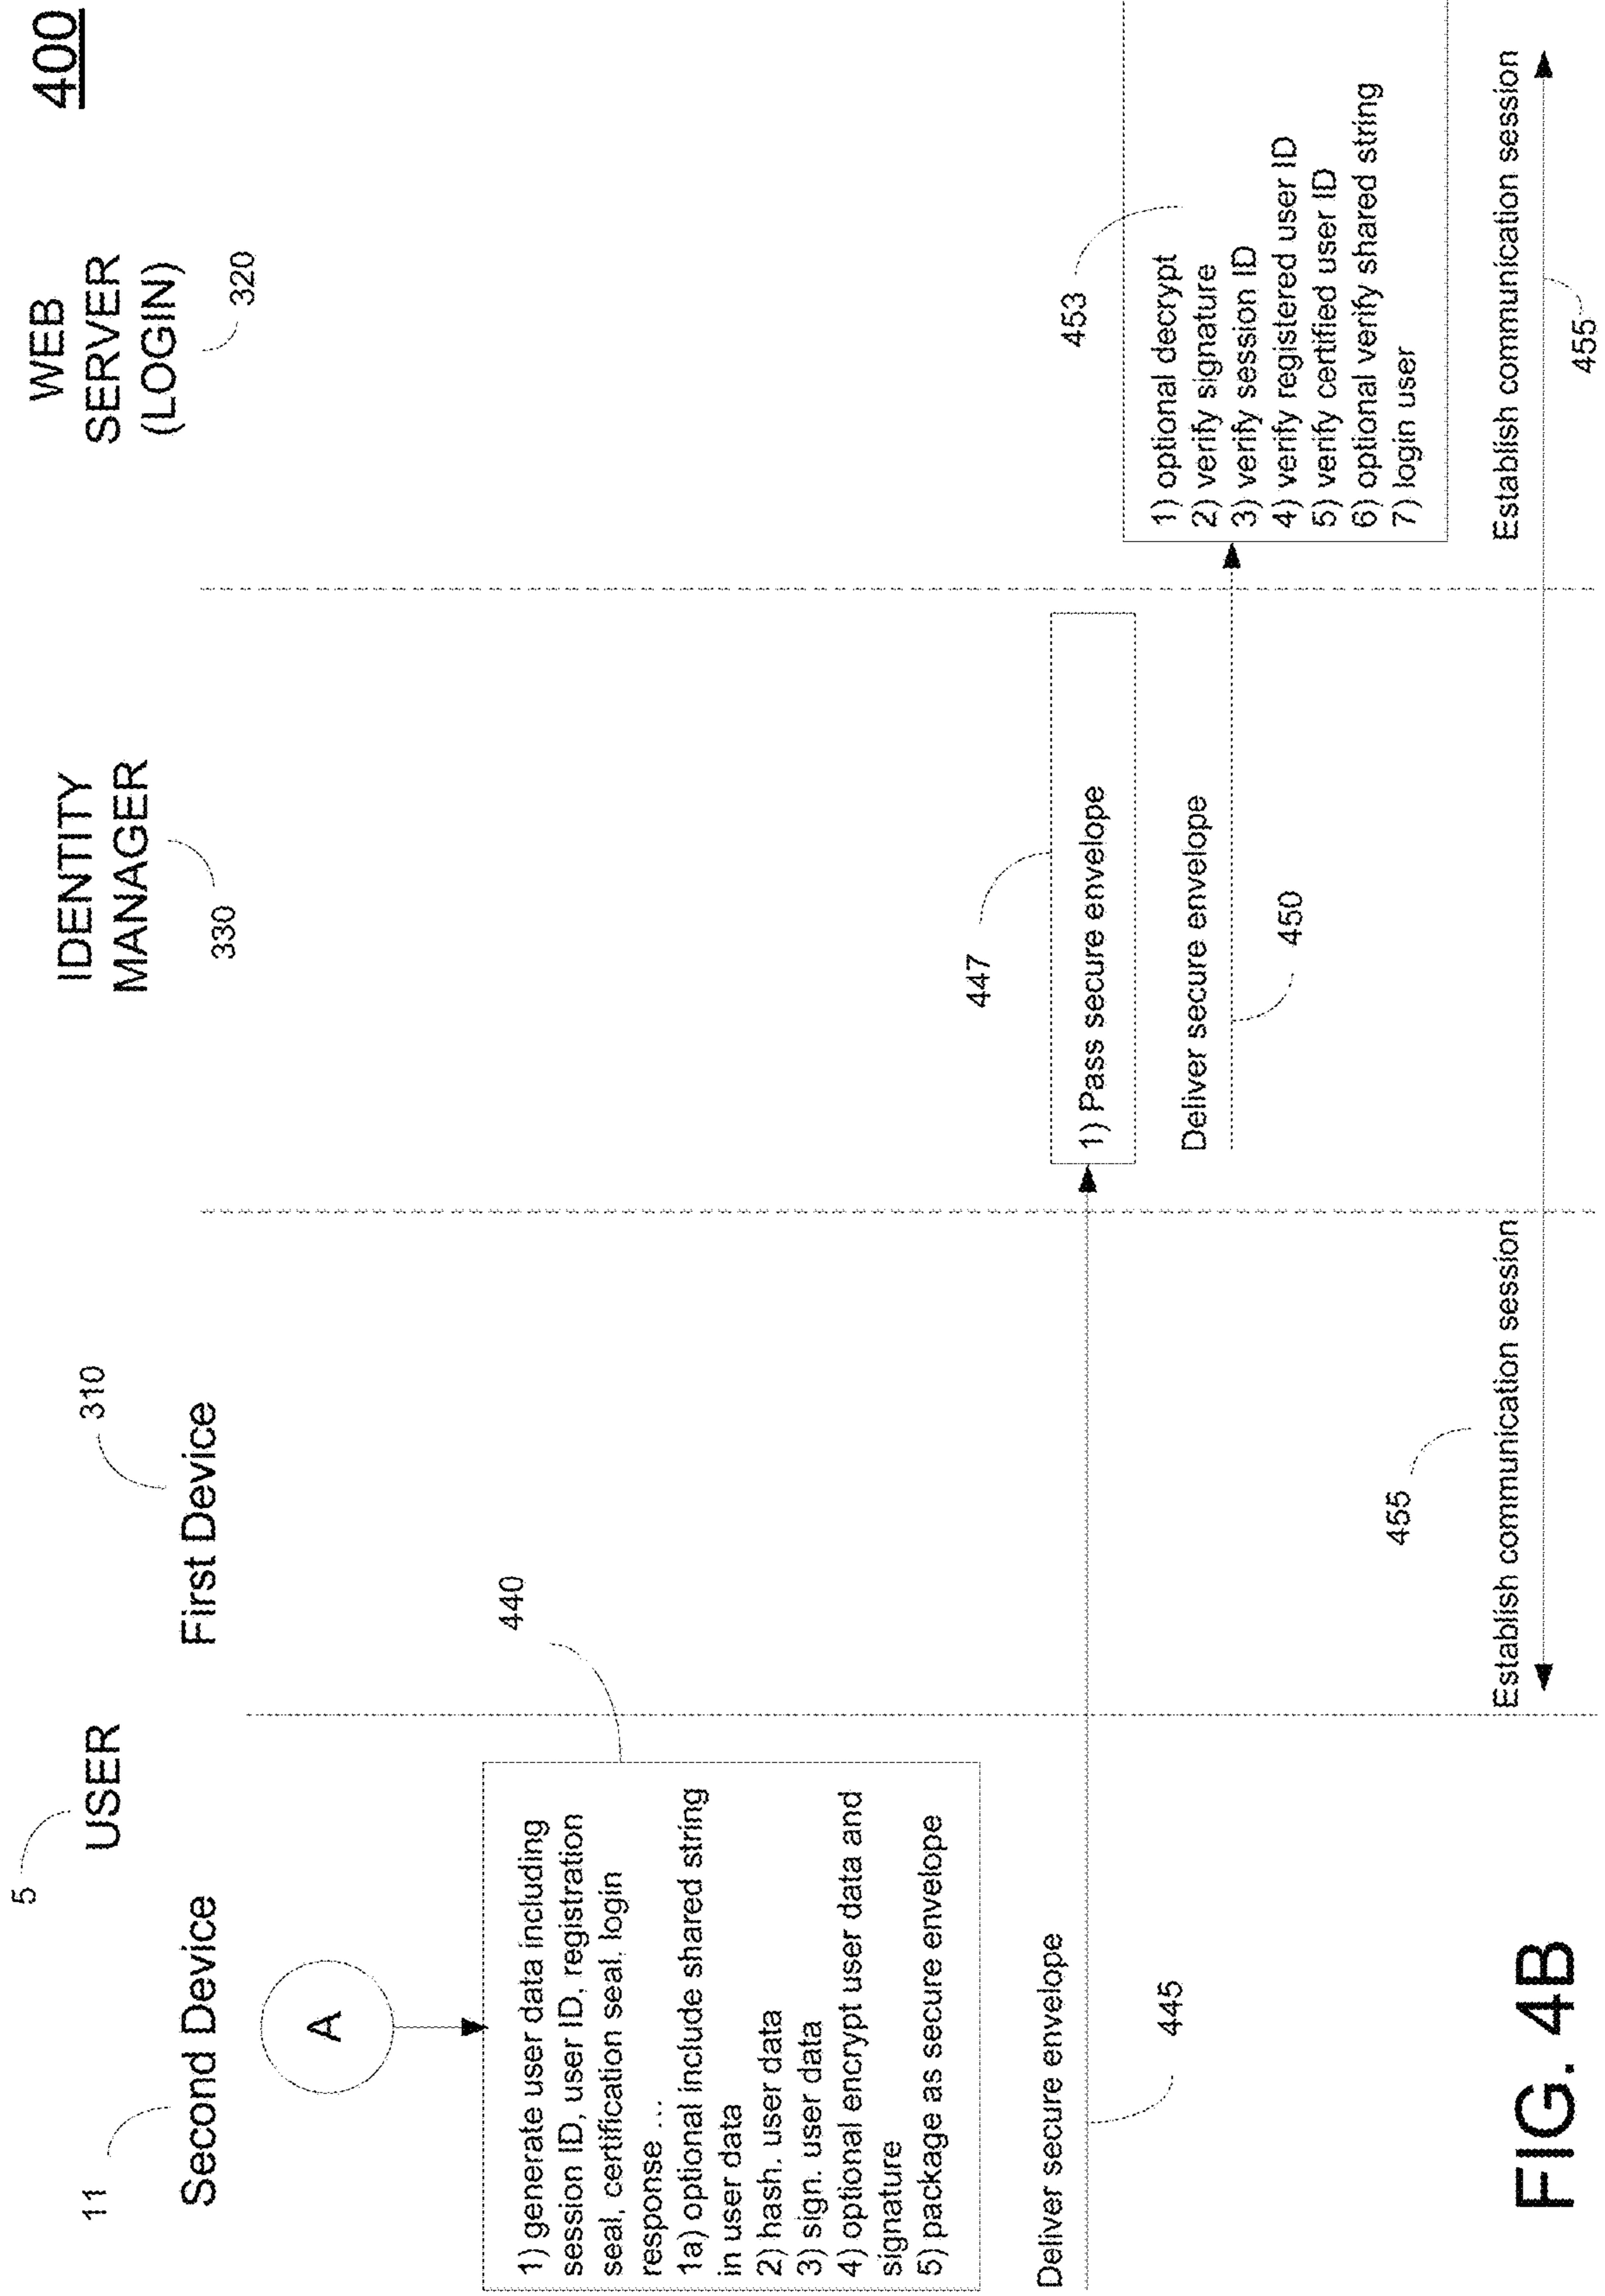 400
5
USER
11
Second Device
310
First Device
IDENTITY
MANAGER
330
WEB
SERVER
(LOGIN)
320
A
440
1) generate user data including
session ID, user ID, registration
seal, certification seal. login
response ...
1a) optional include shared string
in user data
2) hash. user data
3) sign. user data
4) optional encrypt user data and
signature
5) package as secure envelope
Deliver secure envelope
445
447
1) Pass secure envelope
Deliver secure envelope
450
453
1) optional decrypt
2) verify signature
3) verify session ID
4) verify registered user ID
5) verify certified user ID
6) optional verify shared string
7) login user
455
Establish communication session
Establish communication session
455
FIG. 4B